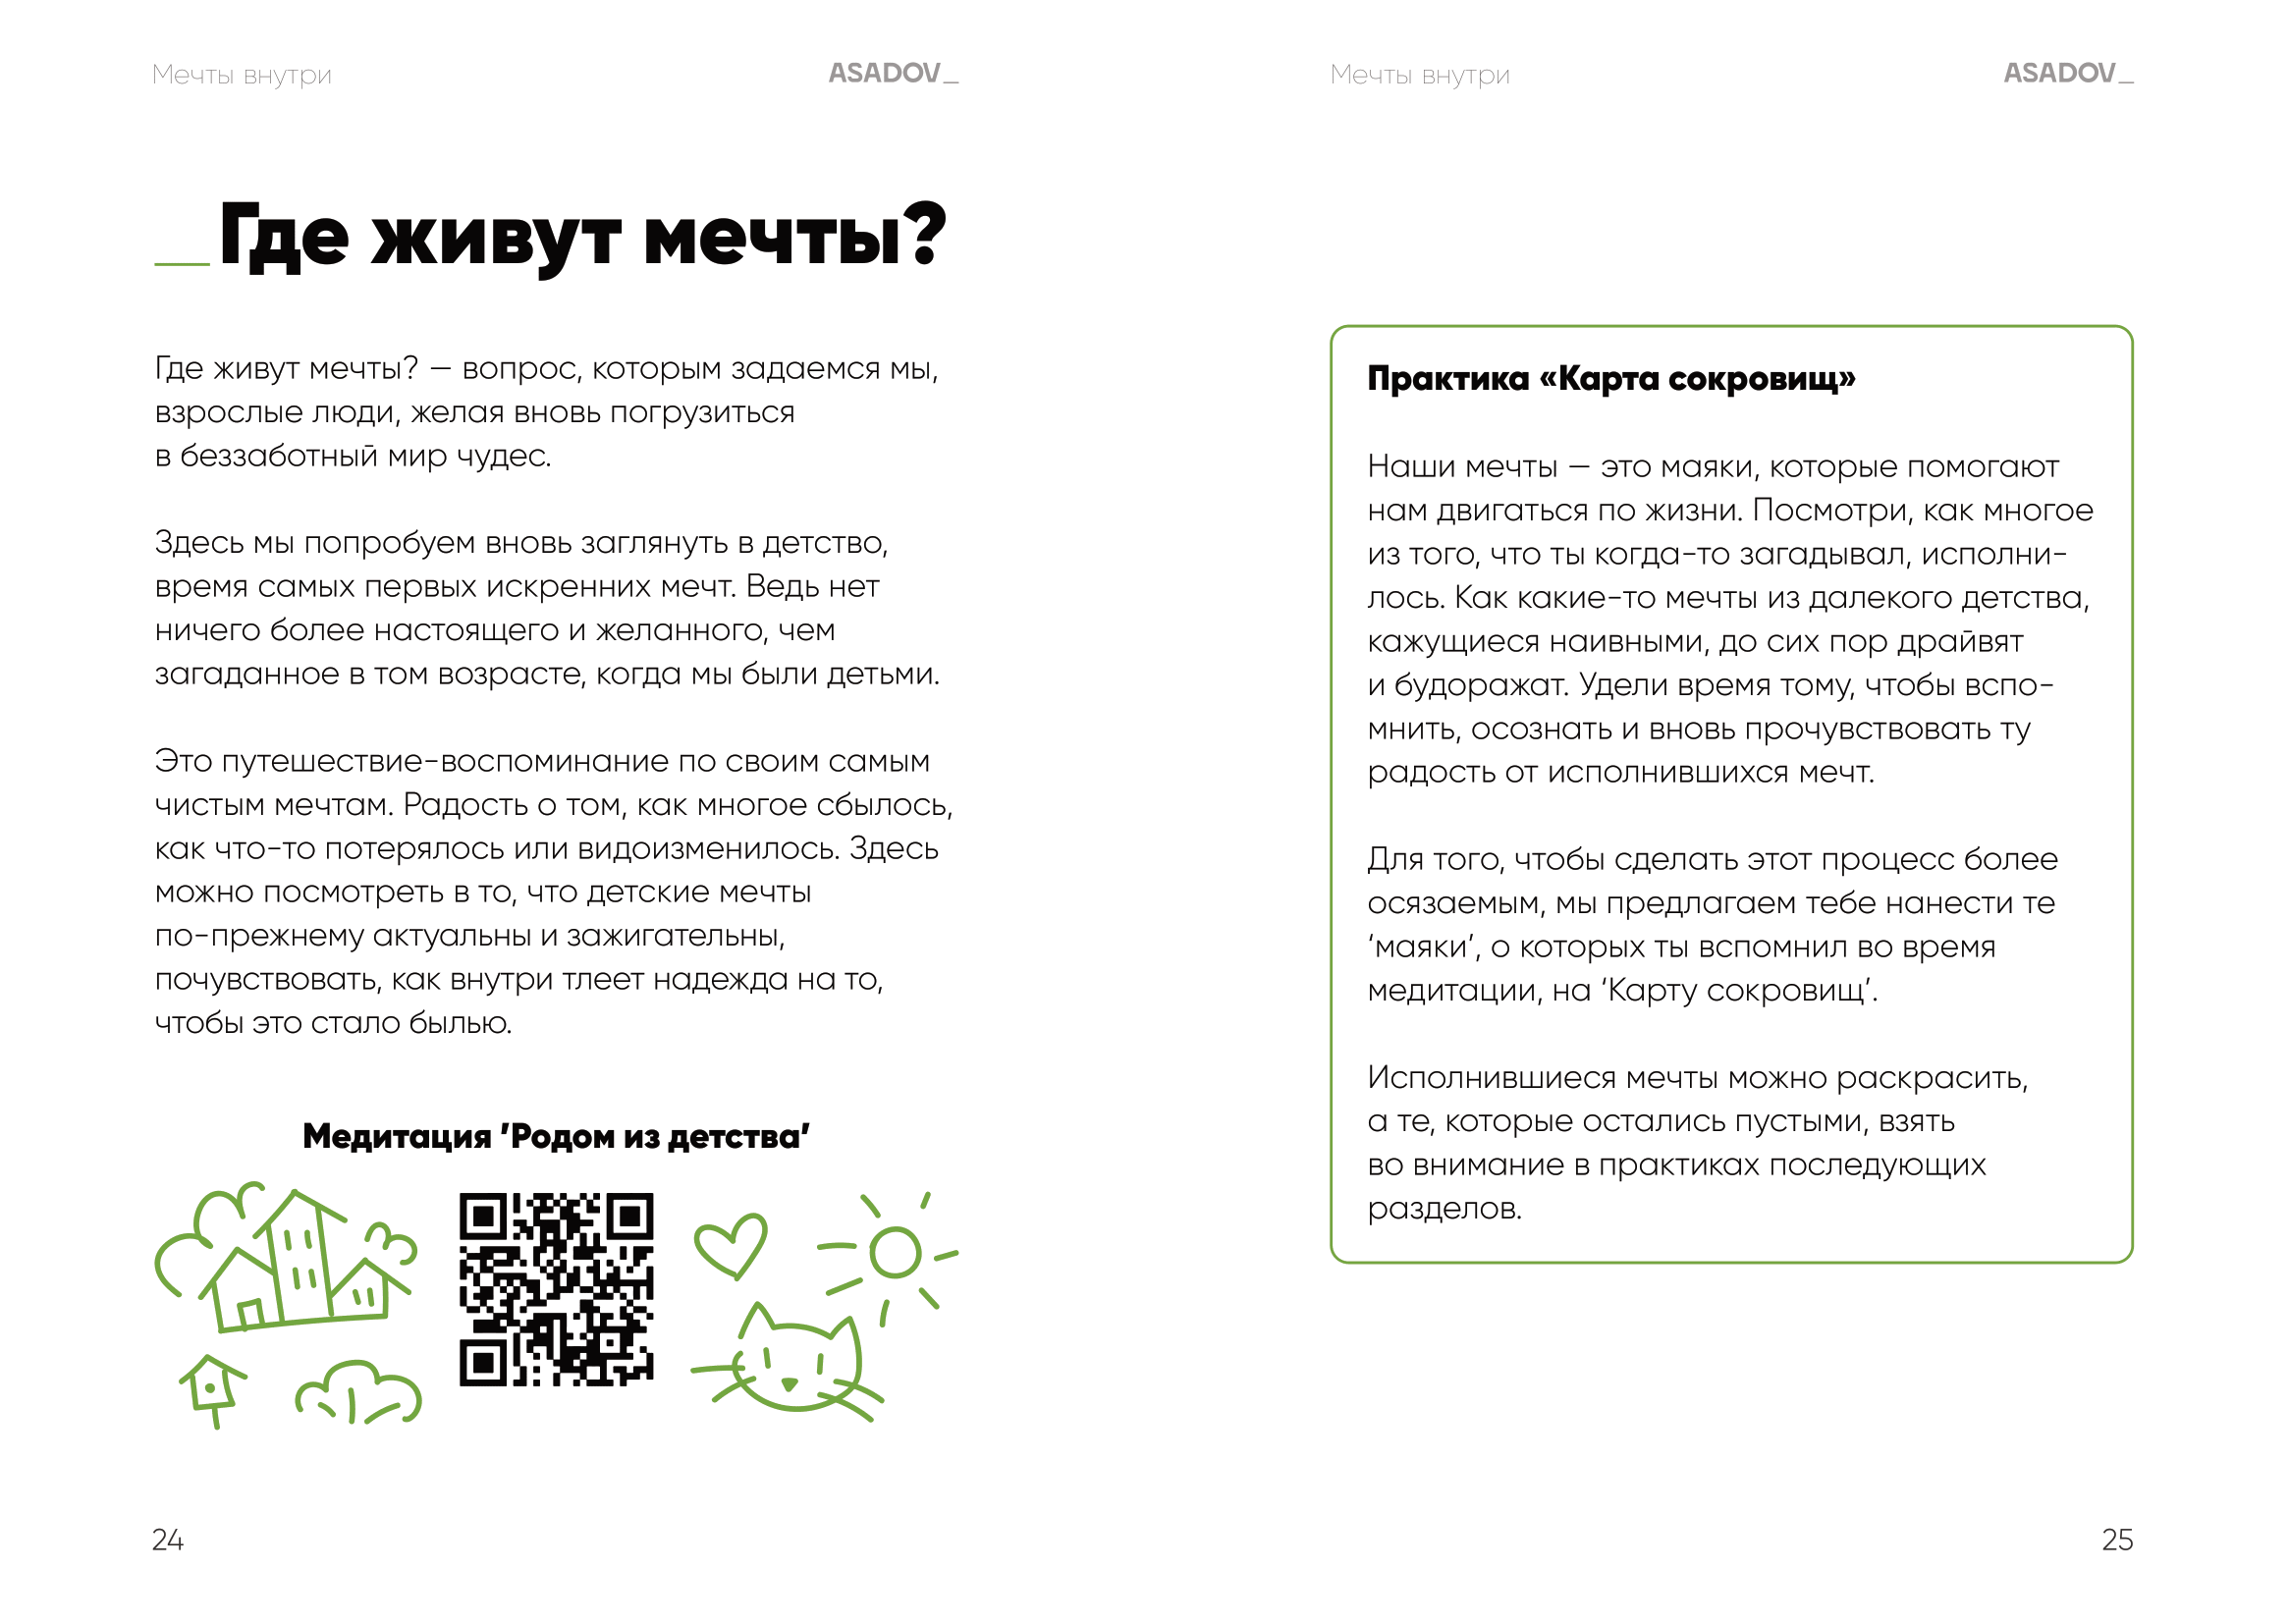 Мечты внутри
ASADOV_
Где живут мечты?
Где живут мечты? — вопрос, которым задаемся мы,
взрослые люди, желая вновь погрузиться
в беззаботный мир чудес.
Здесь мы попробуем вновь заглянуть в детство,
время самых первых искренних мечт. Ведь нет
ничего более настоящего и желанного, чем
загаданное в том возрасте, когда мы были детьми.
Это путешествие-воспоминание по своим самым
чистым мечтам. Радость о том, как многое сбылось,
как что-то потерялось или видоизменилось. Здесь
можно посмотреть в то, что детские мечты
по-прежнему актуальны и зажигательны,
почувствовать, как внутри тлеет надежда на то,
чтобы это стало былью.
Медитация 'Родом из детства'
24
Мечты внутри
ASADOV_
Практика «Карта сокровищ»
Наши мечты — это маяки, которые помогают
нам двигаться по жизни. Посмотри, как многое
из того, что ты когда-то загадывал, исполни-
лось. Как какие-то мечты из далекого детства,
кажущиеся наивными, до сих пор драйвят
и будоражат. Удели время тому, чтобы вспо-
мнить, осознать и вновь прочувствовать ту
радость от исполнившихся мечт.
Для того, чтобы сделать этот процесс более
осязаемым, мы предлагаем тебе нанести те
‘маяки’, о которых ты вспомнил во время
медитации, на ‘Карту сокровищ’.
Исполнившиеся мечты можно раскрасить,
а те, которые остались пустыми, взять
во внимание в практиках последующих
разделов.
25